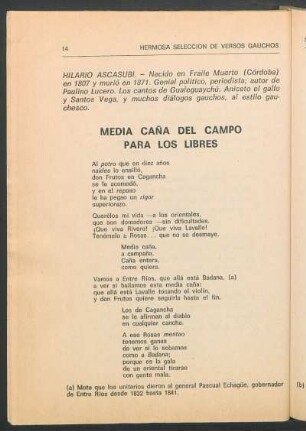 14
HERMOSA SELECCION DE VERSOS GAUCHOS
HILARIO ASCASUBI. – Nació en Fraile Muerto (Córdoba)
en 1807 y murió en 1871. Genial político, periodista; autor de
Paulino Lucero. Los cantos de Gualeguaychú. Aniceto el gallo
y Santos Vega, y muchos diálogos gauchos, al estilo gau-
chesco.
MEDIA CAÑA DEL CAMPO
PARA LOS LIBRES
Al potro que en diez años
naides lo ensilló,
don Frutos en Cagancha
se le acomodó,
y en el repaso
le ha pegao un rigor
superiorazo.
Querélos mi vida —a los orientales,
que son domadores —sin dificultades.
¡Que viva Rivera! ¡Que viva Lavalle!
Tenémelo a Rosas... que no se desmaye.
Media caña,
a campaña,
Caña entera,
como quiera.
Vamos a Entre Ríos, que allá está Badana, (a)
a ver si bailamos esta media caña:
que allá está Lavalle tocando el violín,
y don Frutos quiere seguirla hasta el fin.
Los de Cagancha
se le afirman al diablo
en cualquier cancha.
A ese Rosas mentao
tenemos ganas
de ver si lo echamos
como a
porque en la gala
de un oriental tirarse
con gente mala.
(a) Mote que los unitarios dieron al general Pascual Echagüe, gobernador
de Entre Ríos desde 1832 hasta 1841.
(b)